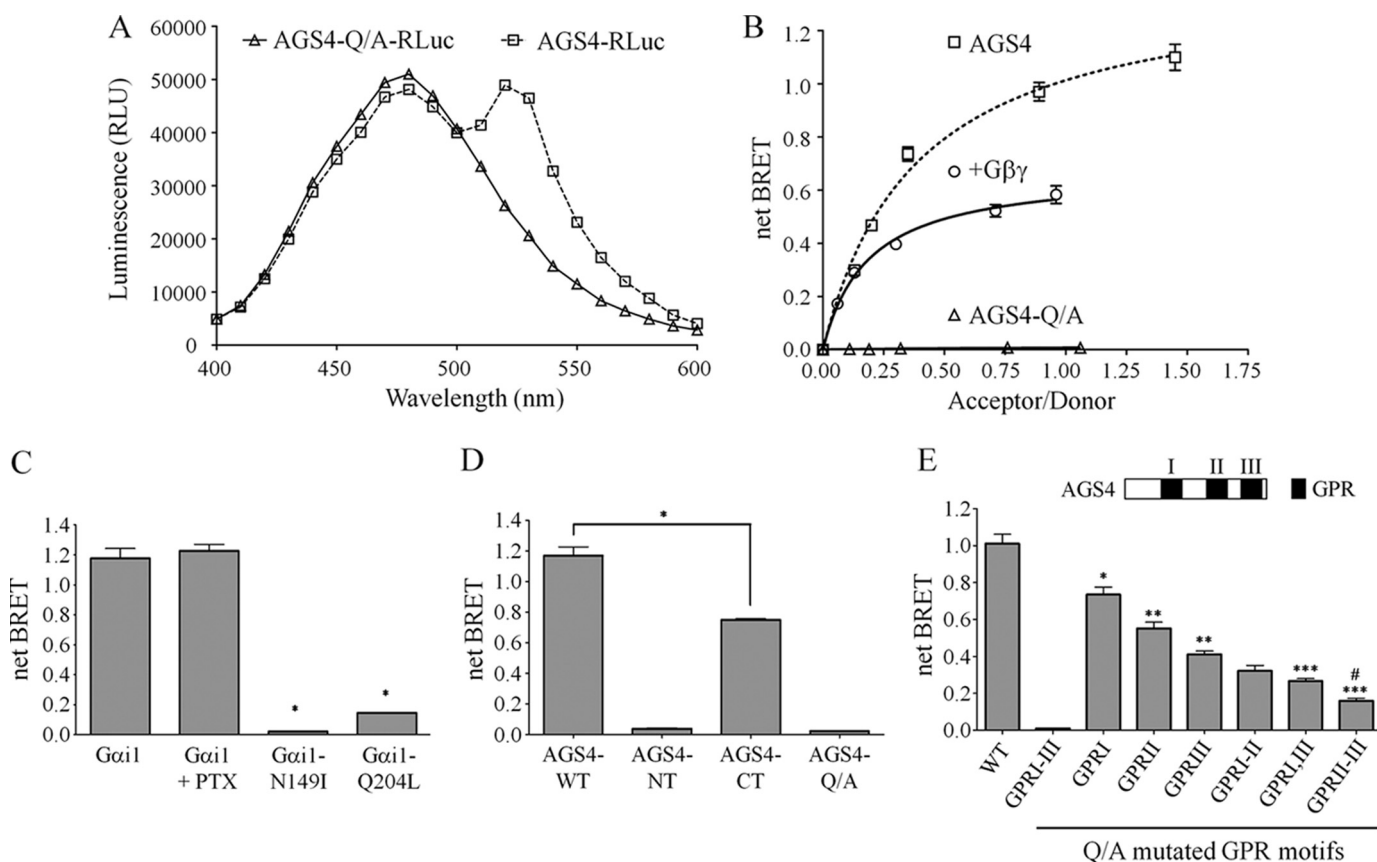 A
AGS4-Q/A-RLuc
AGS4-RLuc
Luminescence (RLU)
60000
50000
40000
30000
20000
10000
0
400
450
500
550
600
Wavelength (nm)
B
AGS4
+Gβγ
AGS4-Q/A
net BRET
1.2
1.0
0.8
0.6
0.4
0.2
0.0
0.00
0.25
0.50
0.75
1.00
1.25
1.50
1.75
Acceptor/Donor
C
net BRET
1.4
1.2
1.0
0.8
0.6
0.4
0.2
0.0
*
*
Gαi1
Gαi1
+ PTX
Gαi1-
N149I
Gαi1-
Q204L
D
net BRET
1.4
1.2
1.0
0.8
0.6
0.4
0.2
0.0
*
AGS4-
WT
AGS4-
NT
AGS4-
CT
AGS4-
Q/A
E
I II III
AGS4
GPR
net BRET
1.2
1.0
0.8
0.6
0.4
0.2
0.0
*
**
**
***
#
***
WT
GPRI-III
GPRI
GPRII
GPRIII
GPRI-II
GPRI,III
GPRII-III
Q/A mutated GPR motifs